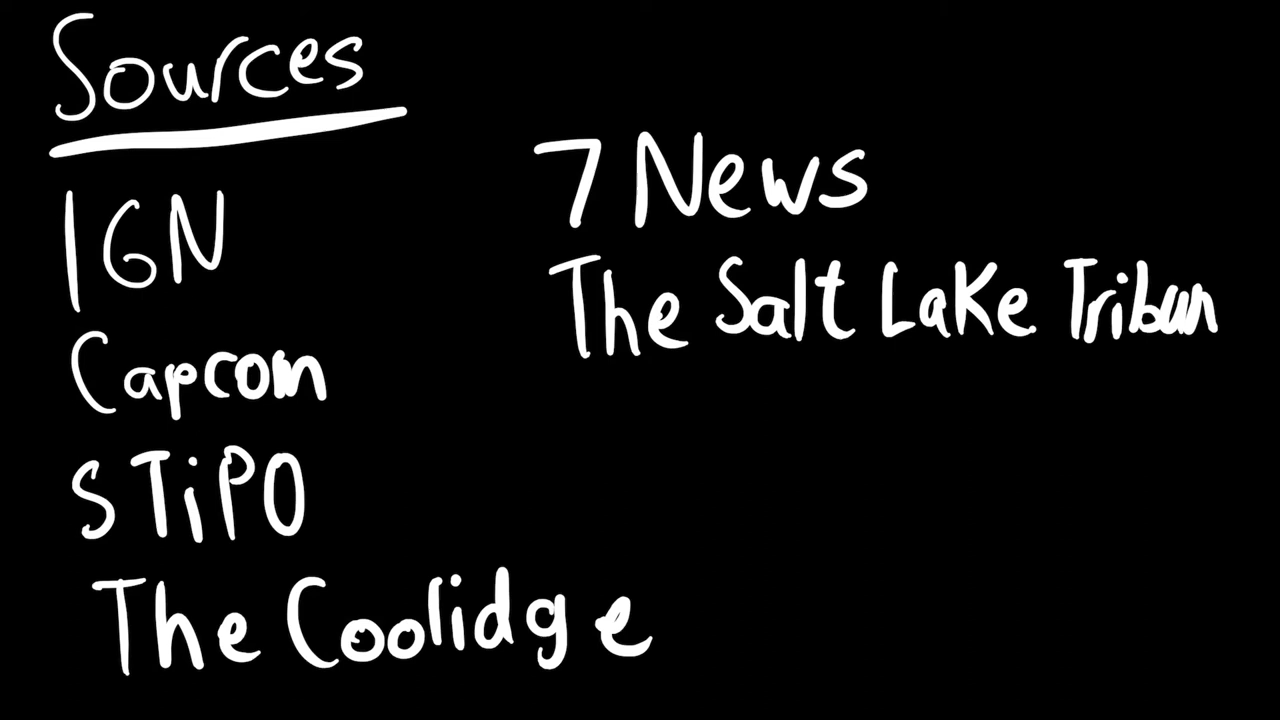 Sources
IGN
Capcom
STiPO
The Coolidge
7 News
The Salt Lake Tribun